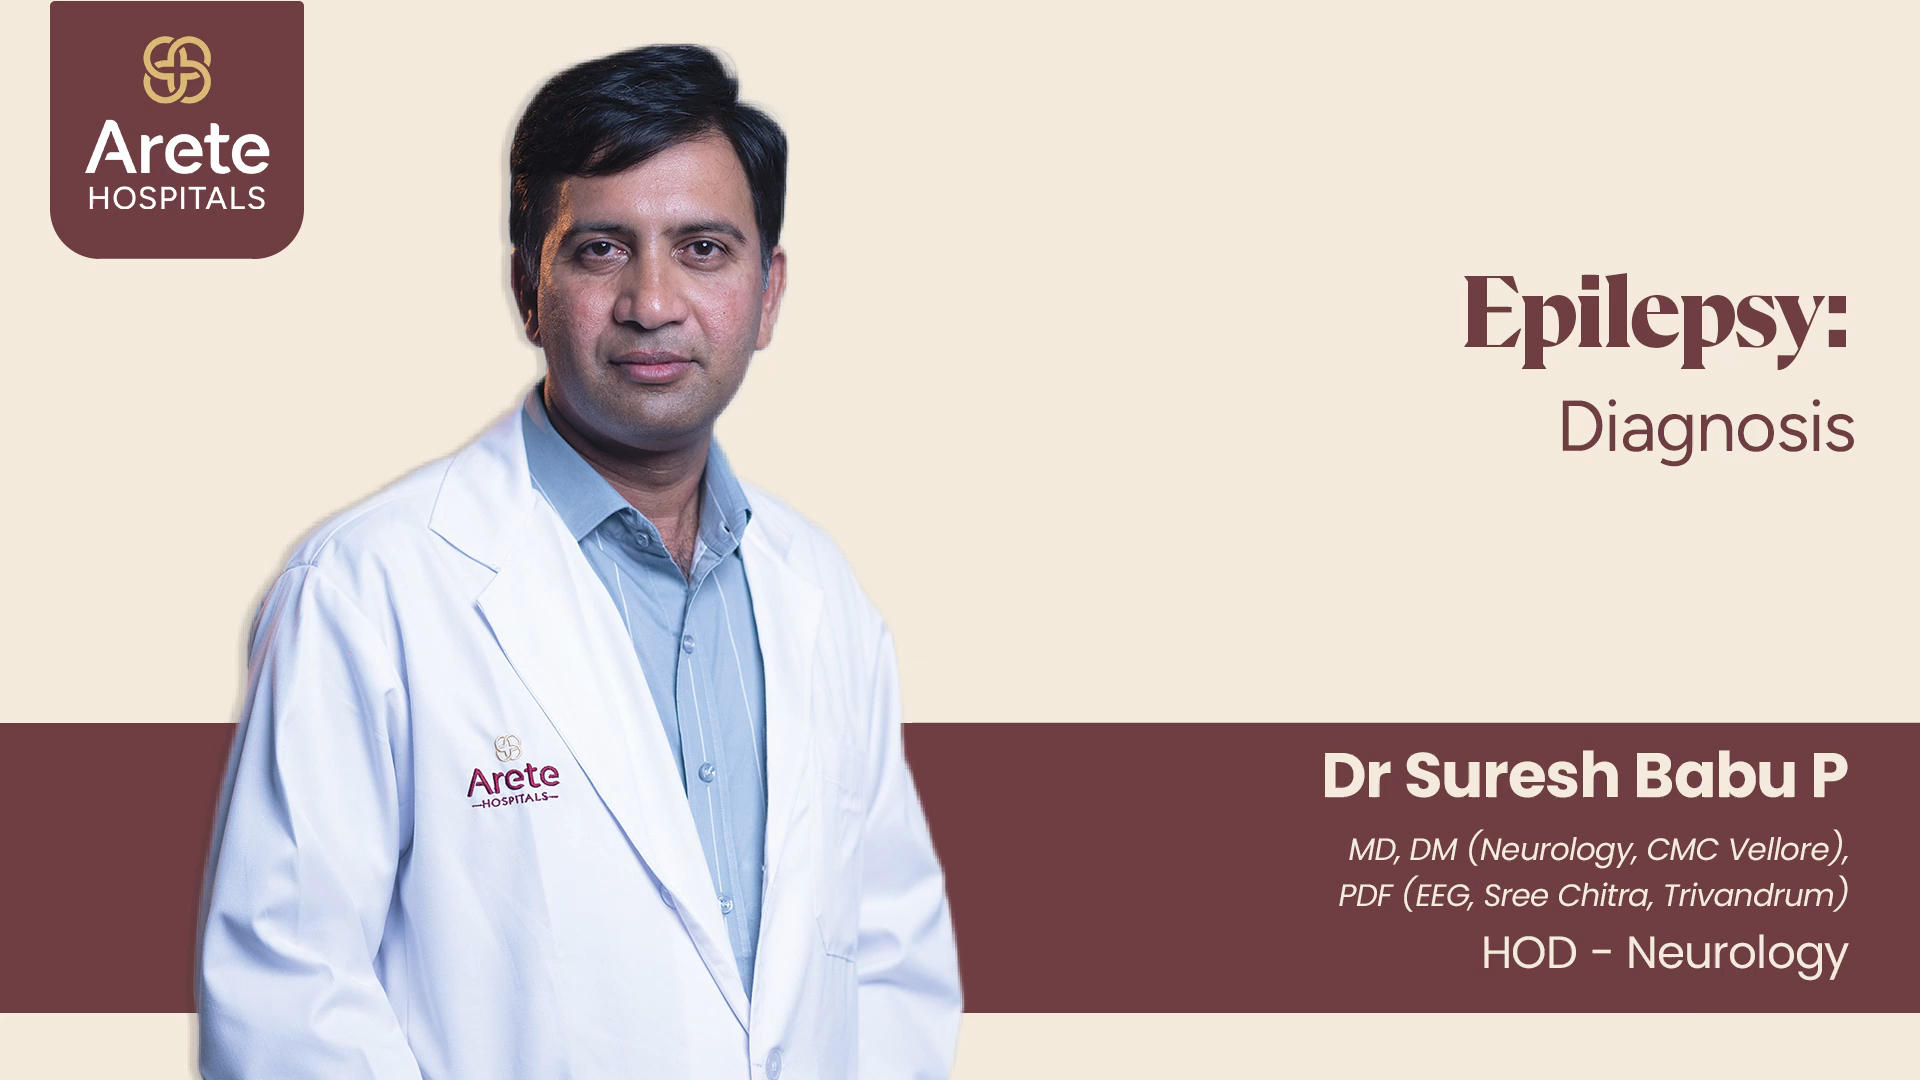 Arete
HOSPITALS
Epilepsy:
Diagnosis
Arete
HOSPITALS
Dr Suresh Babu P
MD, DM (Neurology, CMC Vellore),
PDF (EEG, Sree Chitra, Trivandrum)
HOD - Neurology